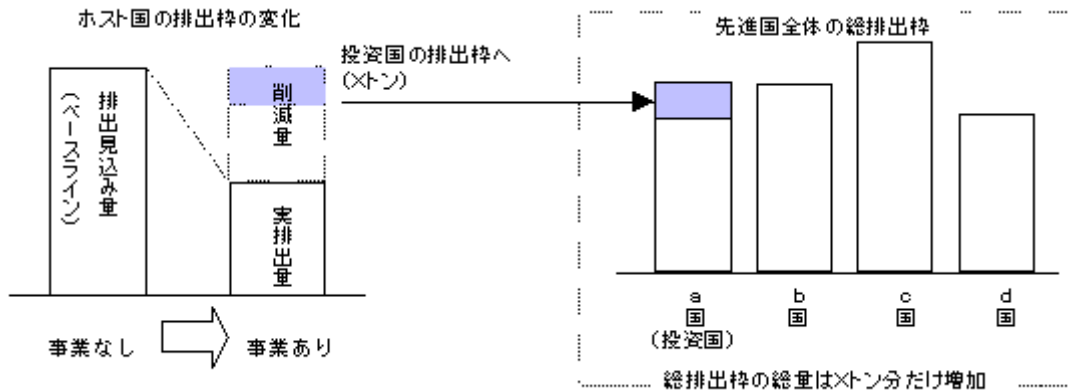 ホスト国の排出枠の変化
排出見込み量
(ベースライン)
削減量
実排出量
事業なし
事業あり
投資国の排出枠へ
(Xトン)
先進国全体の総排出枠
a国
(投資国)
b国
c国
d国
総排出枠の総量はXトン分だけ増加